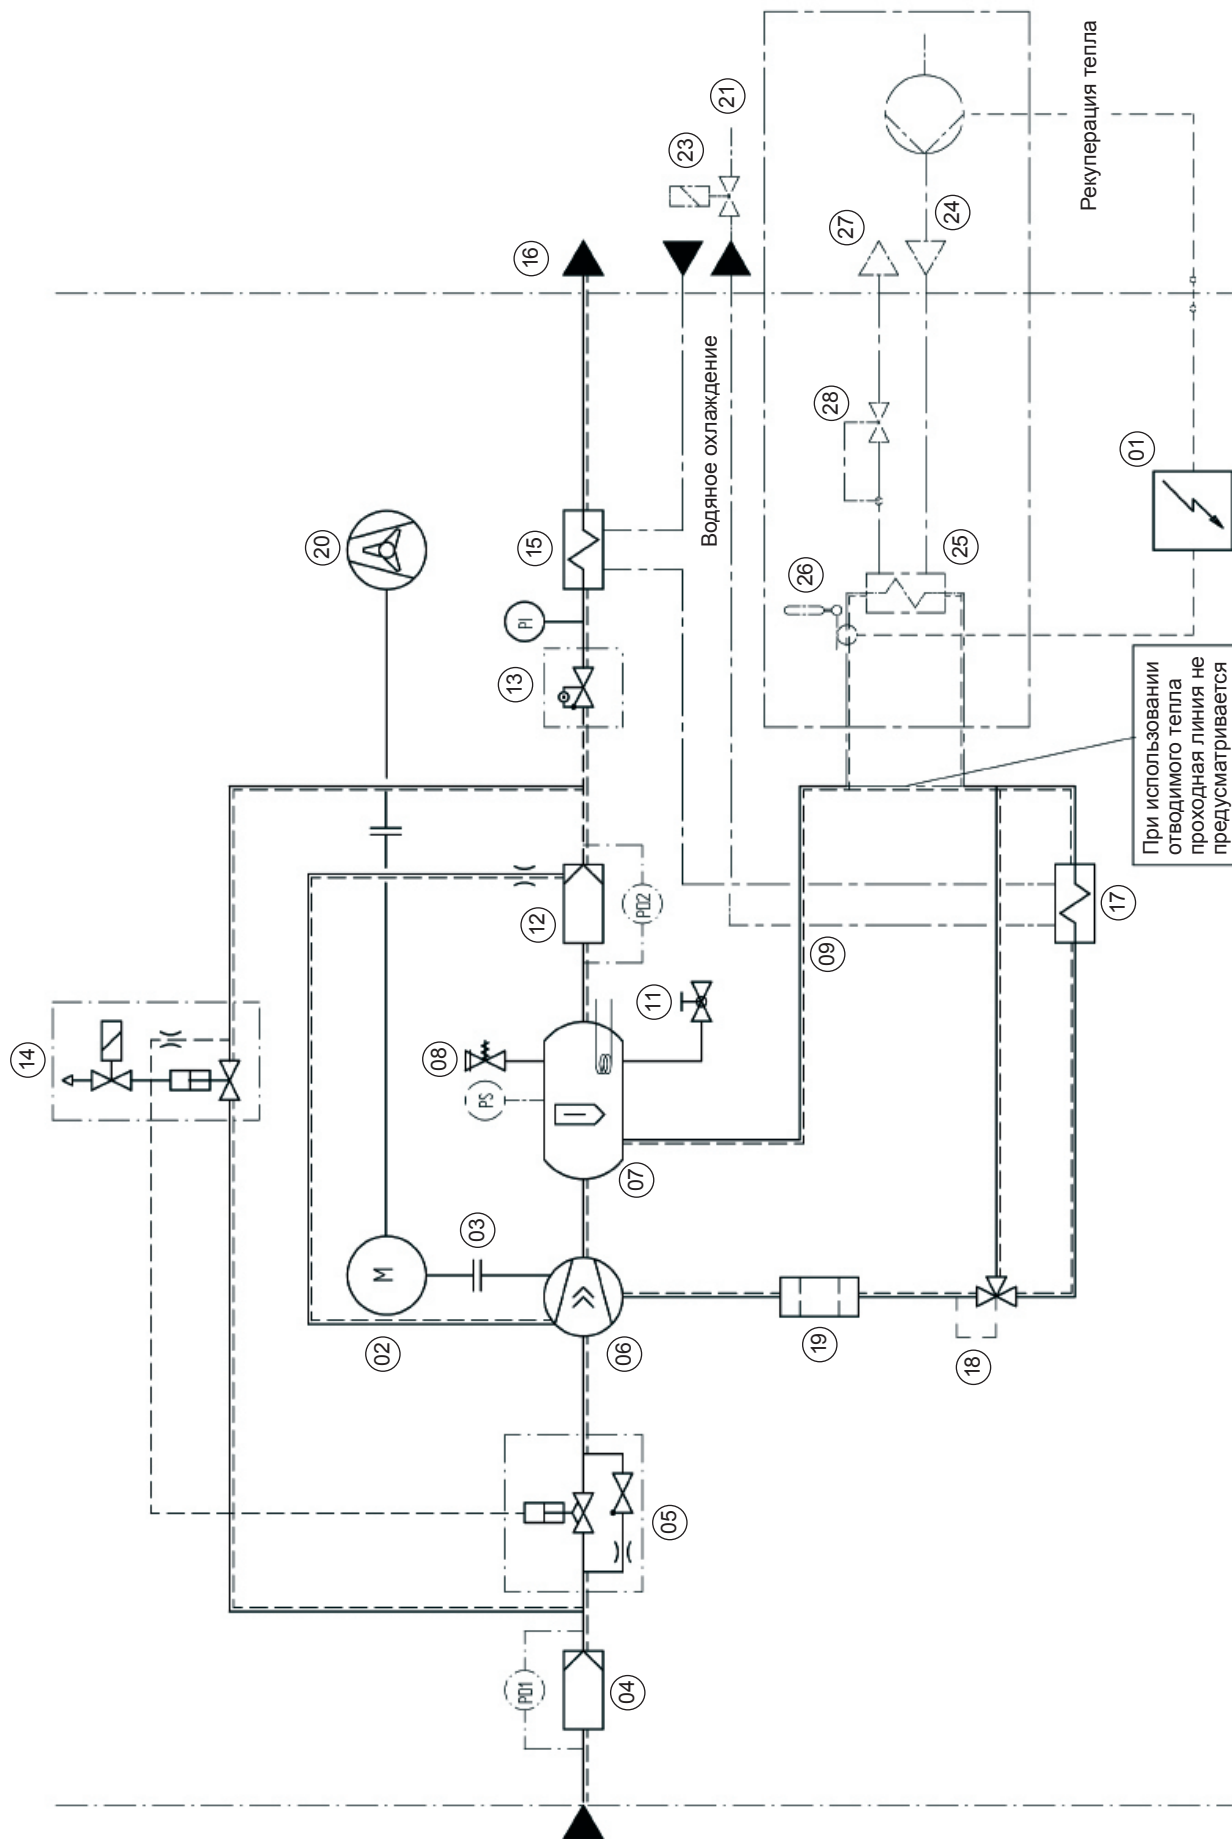 14
20
16
23
21
02
03
08
PS
12
13
PI
15
PD1
04
05
06
07
11
PD2
Водяное охлаждение
27
24
28
26
25
09
19
18
17
01
M
Рекуперация тепла
При использовании
отводимого тепла
проходная линия не
предусматривается